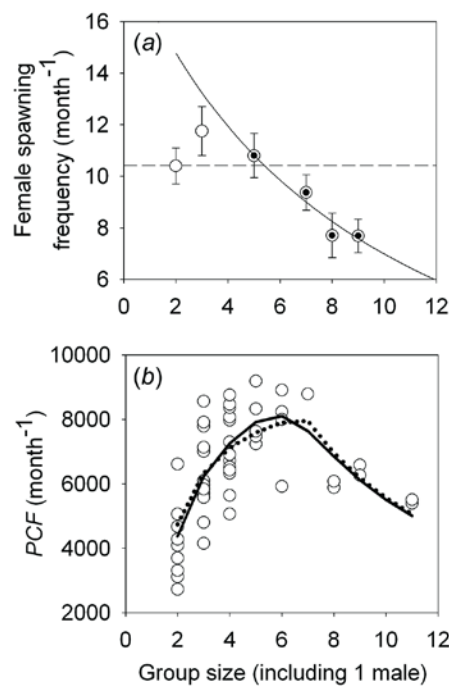 (a)
Female spawning
frequency (month⁻¹)
16
14
12
10
8
6
0 2 4 6 8 10 12
(b)
PCF (month⁻¹)
10000
8000
6000
4000
2000
0 2 4 6 8 10 12
Group size (including 1 male)